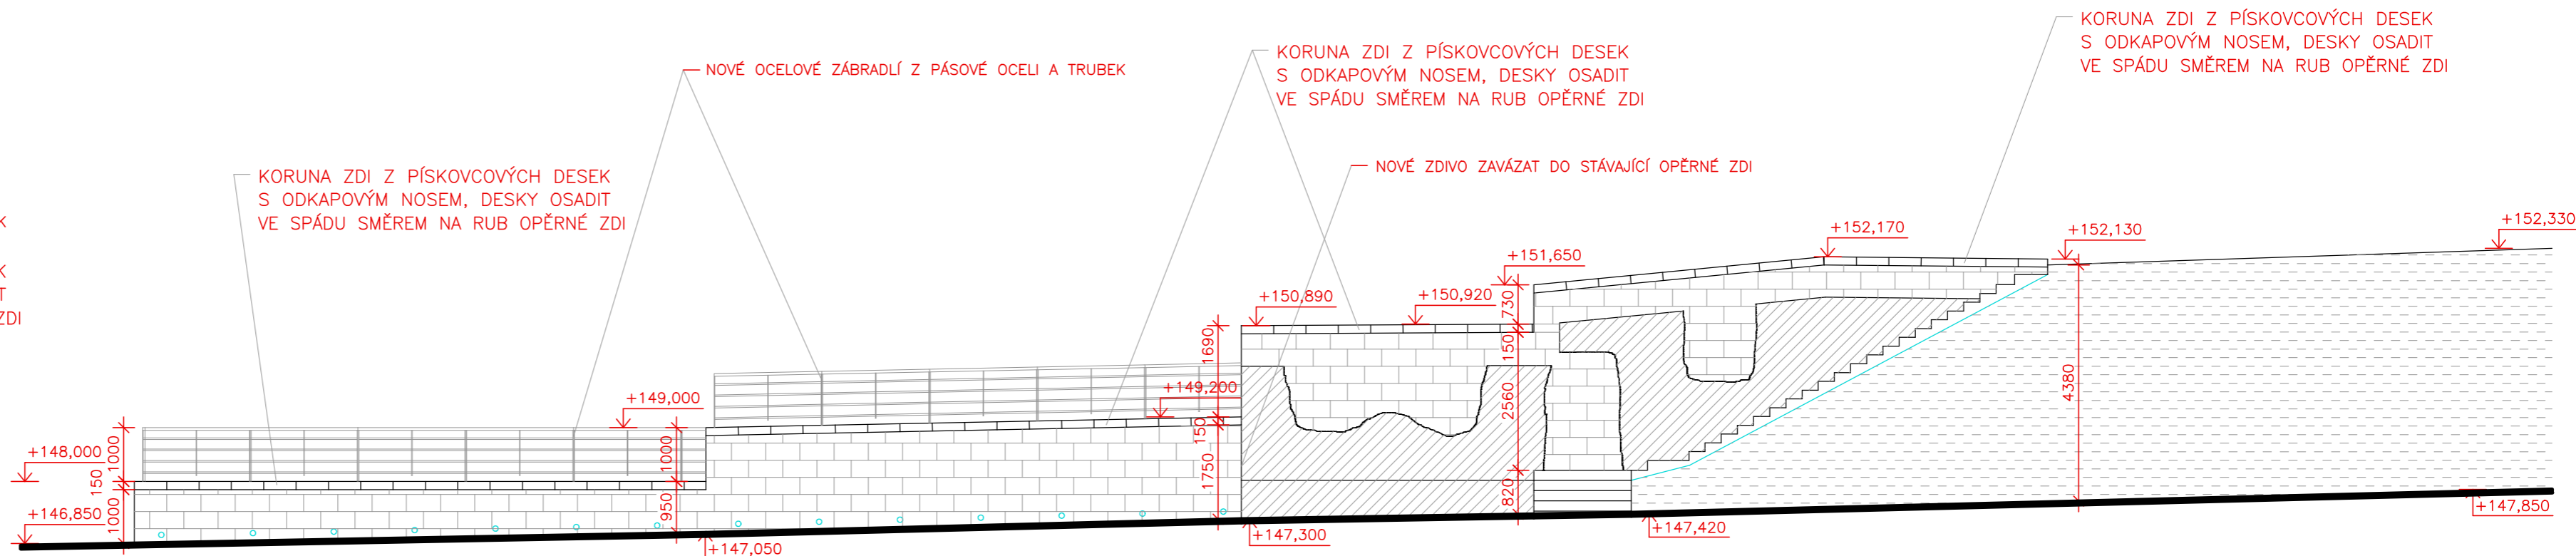 KORUNA ZDI Z PÍSKOVCOVÝCH DESEK
S ODKAPOVÝM NOSEM, DESKY OSADIT
VE SPÁDU SMĚREM NA RUB OPĚRNÉ ZDI
NOVÉ OCELOVÉ ZÁBRADLÍ Z PÁSOVÉ OCELI A TRUBEK
KORUNA ZDI Z PÍSKOVCOVÝCH DESEK
S ODKAPOVÝM NOSEM, DESKY OSADIT
VE SPÁDU SMĚREM NA RUB OPĚRNÉ ZDI
NOVÉ ZDIVO ZAVÁZAT DO STÁVAJÍCÍ OPĚRNÉ ZDI
KORUNA ZDI Z PÍSKOVCOVÝCH DESEK
S ODKAPOVÝM NOSEM, DESKY OSADIT
VE SPÁDU SMĚREM NA RUB OPĚRNÉ ZDI
K
K
T
ZDI
+148,000
+146,850
1000
150
1000
+149,000
1000
950
+147,050
+149,200
1690
150
1750
+150,890
+147,300
+150,920
+151,650
730
150
2560
820
+147,420
+152,170
+152,130
4380
+152,330
+147,850